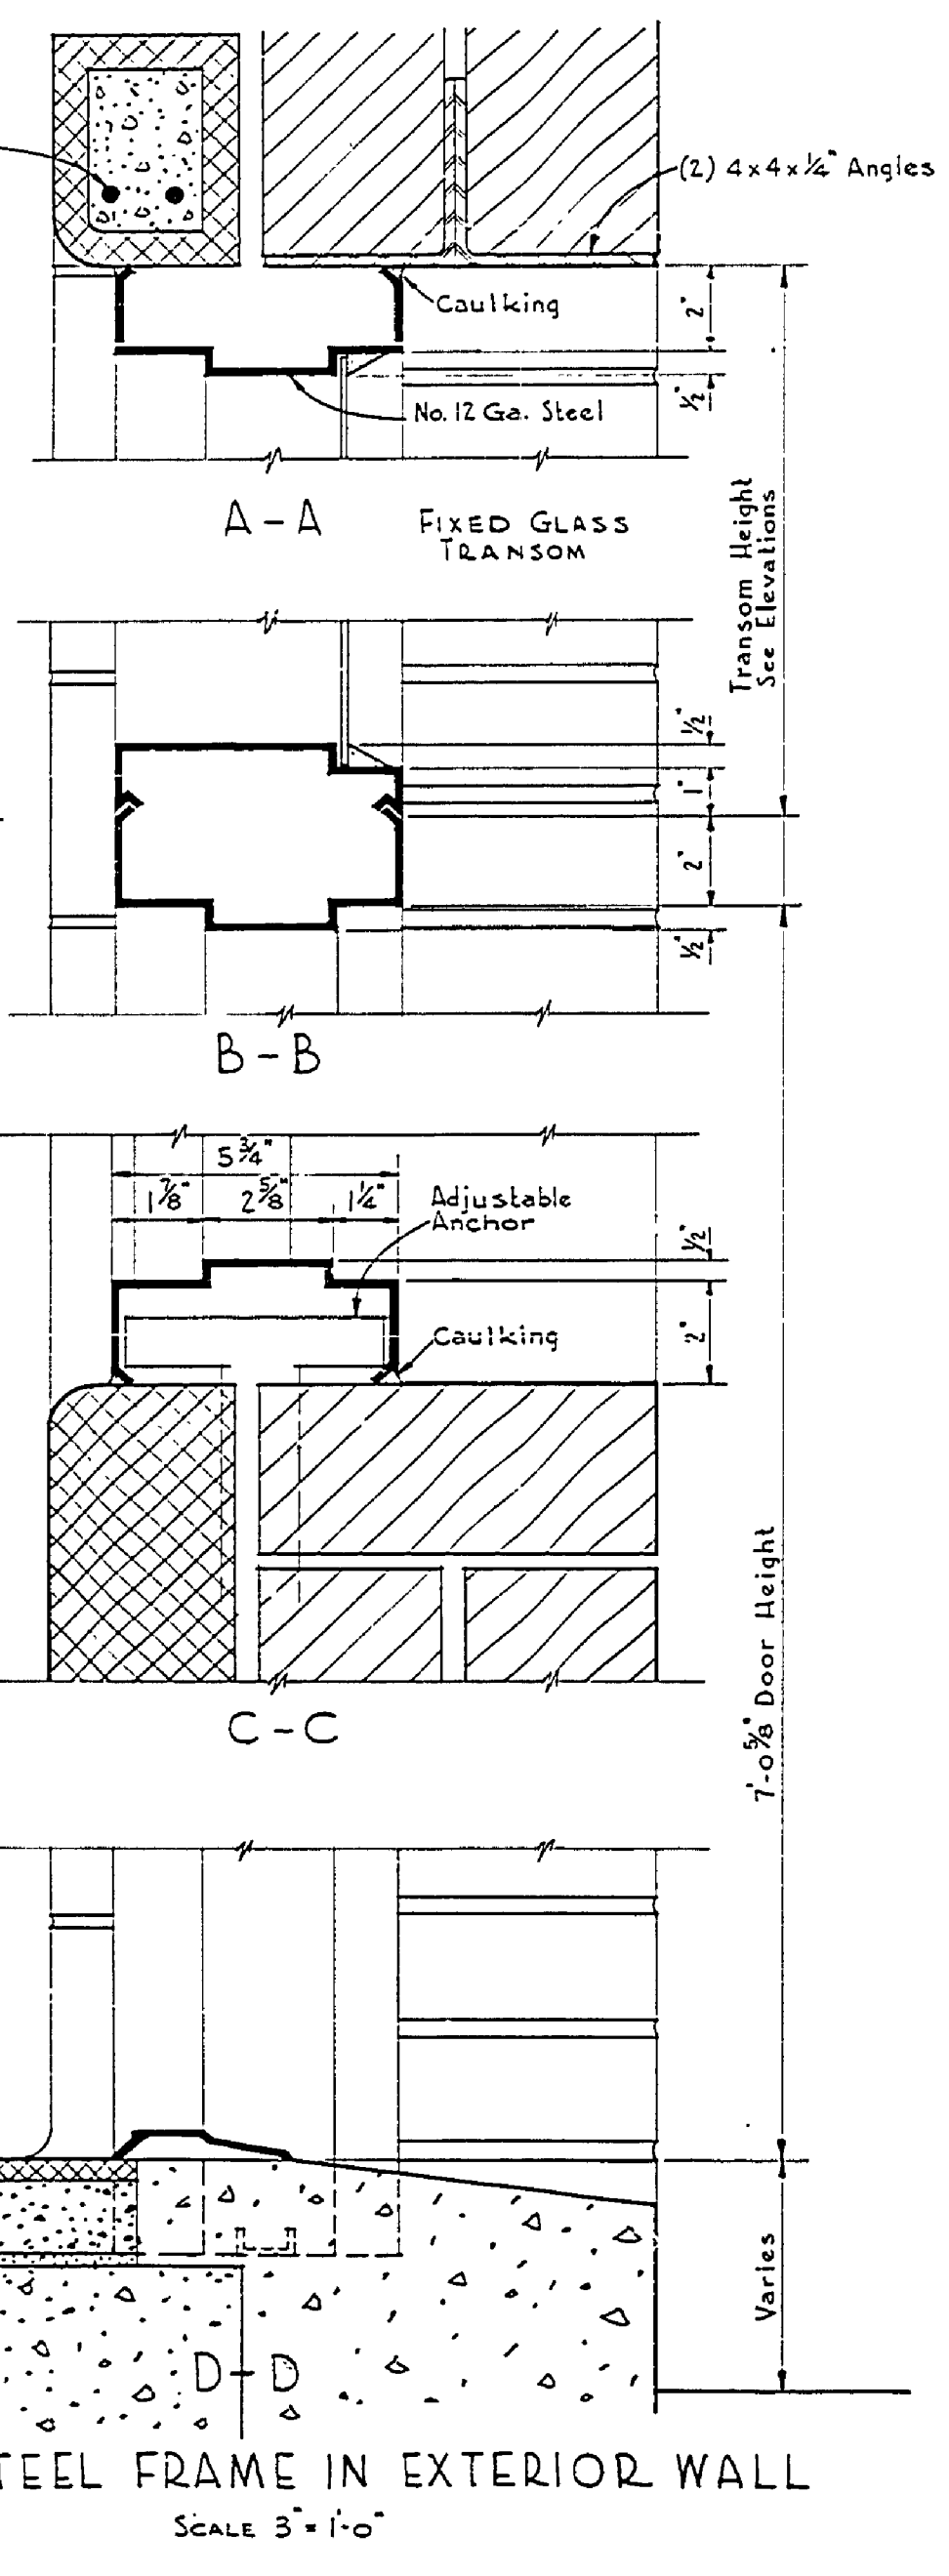 (2) 4x4x¼" Angles
Caulking
2"
½"
No. 12 Ga. Steel
A-A
FIXED GLASS
TRANSOM
Transom Height
See Elevations
½"
1"
2"
½"
B-B
5¾"
1⅞" 2⅝" 1¼"
Adjustable
Anchor
½"
2"
Caulking
C-C
7'-0⅝" Door Height
Varies
D-D
TEEL FRAME IN EXTERIOR WALL
SCALE 3" = 1'-0"